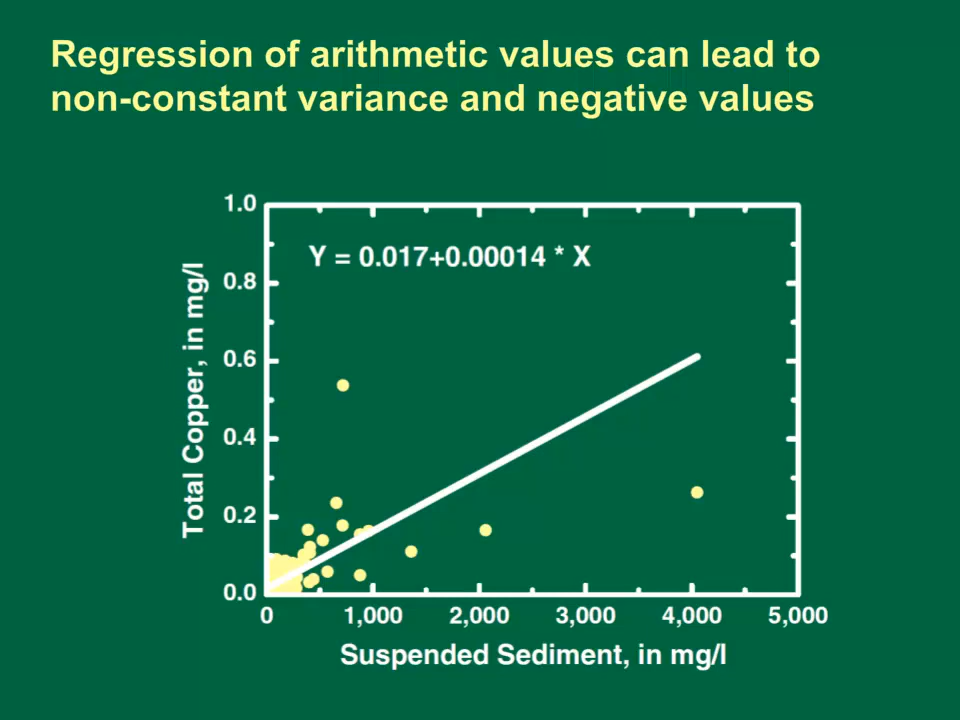 Regression of arithmetic values can lead to
non-constant variance and negative values
1.0
Y = 0.017+0.00014 * X
0.8
0.6
Total Copper, in mg/l
0.4
0.2
0.0
0 1,000 2,000 3,000 4,000 5,000
Suspended Sediment, in mg/l